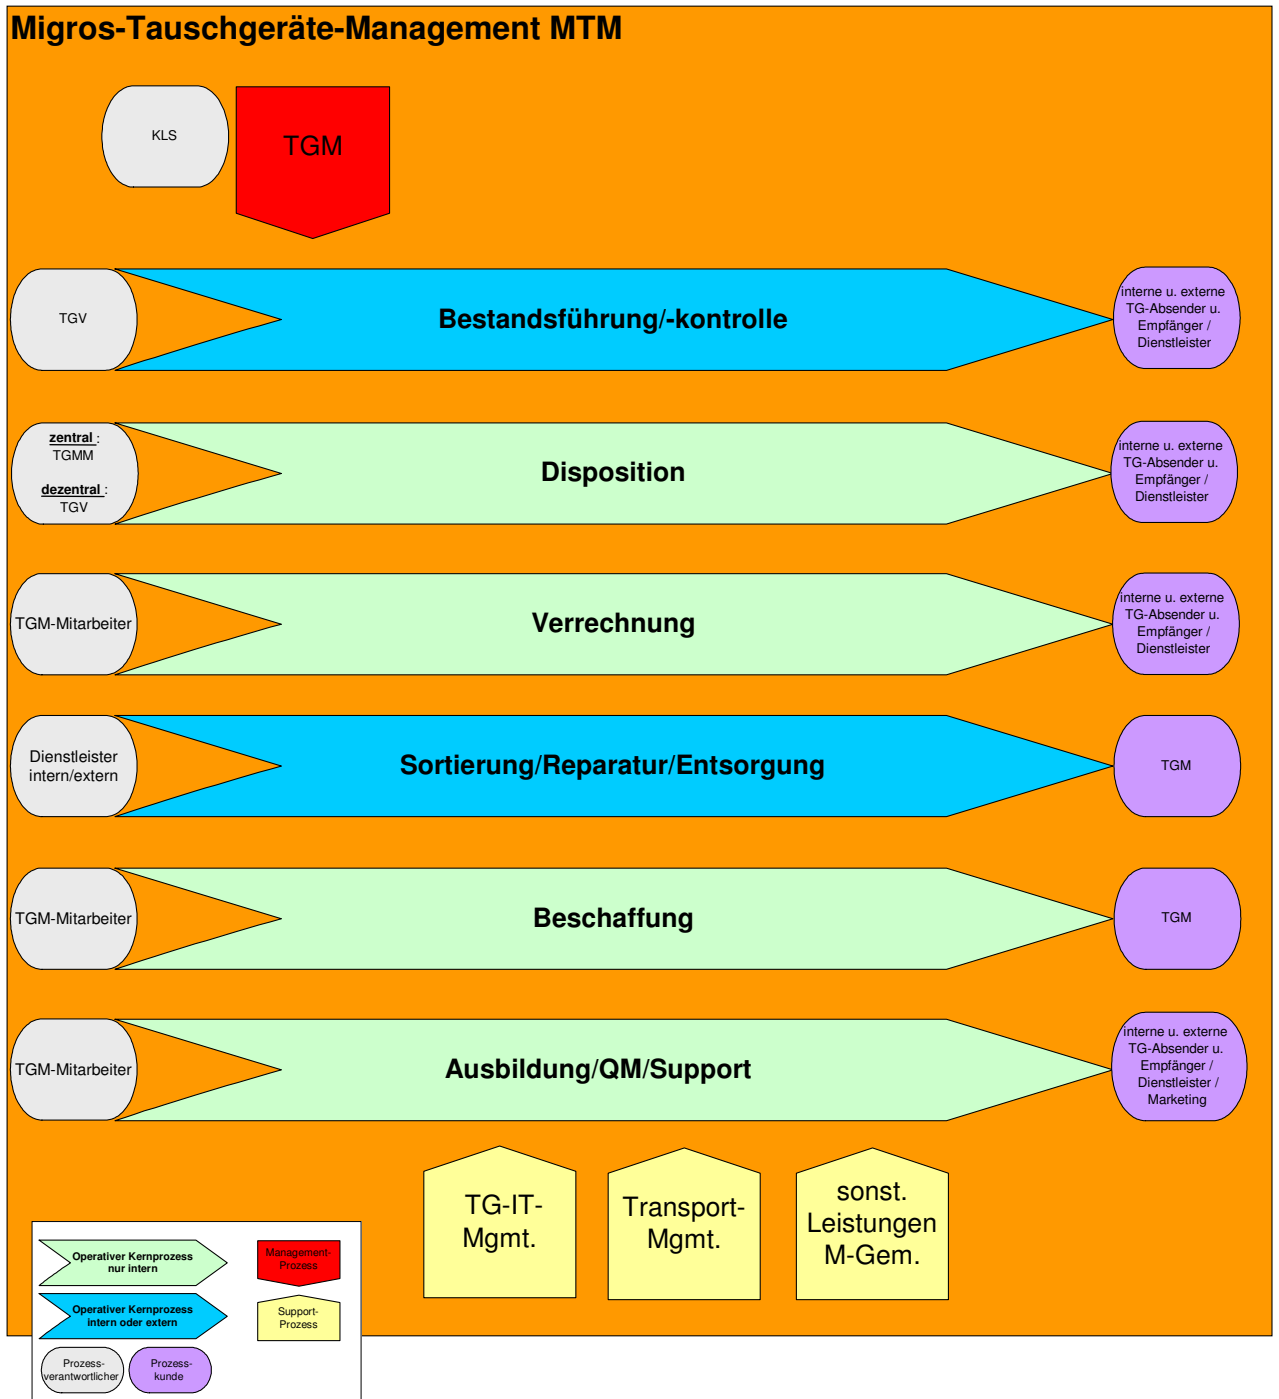 Migros-Tauschgeräte-Management MTM
KLS
TGM
TGV
Bestandsführung/-kontrolle
interne u. externe
TG-Absender u.
Empfänger /
Dienstleister
zentral :
TGMM
dezentral :
TGV
Disposition
interne u. externe
TG-Absender u.
Empfänger /
Dienstleister
TGM-Mitarbeiter
Verrechnung
interne u. externe
TG-Absender u.
Empfänger /
Dienstleister
Dienstleister
intern/extern
Sortierung/Reparatur/Entsorgung
TGM
TGM-Mitarbeiter
Beschaffung
TGM
TGM-Mitarbeiter
Ausbildung/QM/Support
interne u. externe
TG-Absender u.
Empfänger /
Dienstleister /
Marketing
TG-IT-
Mgmt.
Transport-
Mgmt.
sonst.
Leistungen
M-Gem.
Operativer Kernprozess
nur intern
Management-
Prozess
Operativer Kernprozess
intern oder extern
Support-
Prozess
Prozess-
verantwortlicher
Prozess-
kunde